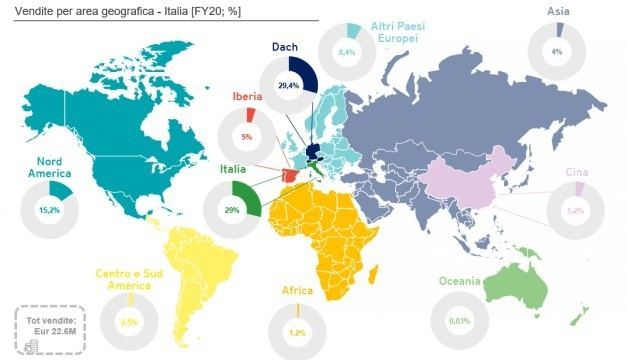 Vendite per area geografica - Italia [FY20; %]
Asia
4%
Altri Paesi
Europei
8,4%
Dach
29,4%
Iberia
5%
Nord
America
15,2%
Italia
29%
Cina
5,2%
Centro e Sud
America
2,5%
Africa
1,2%
Oceania
0,03%
Tot vendite:
Eur 22.6M